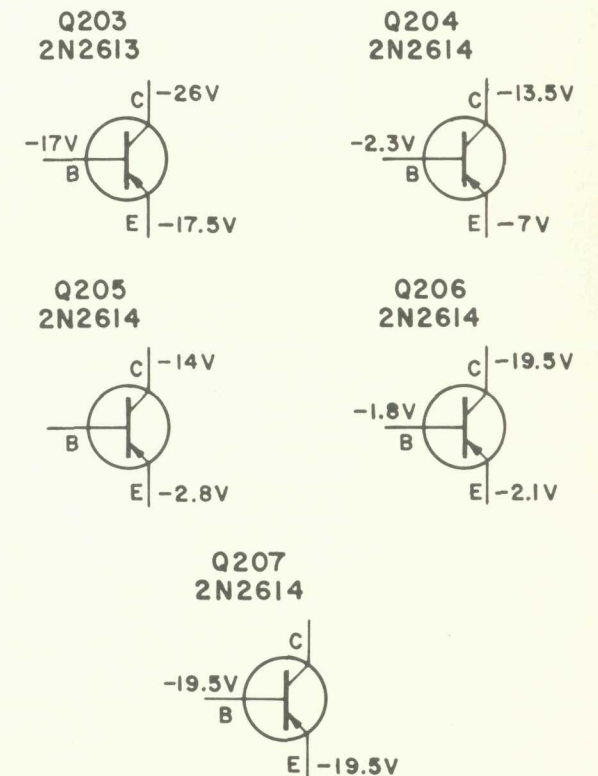 Q203
2N2613
C -26V
-17V
B
E -17.5V
Q204
2N2614
C -13.5V
-2.3V
B
E -7V
Q205
2N2614
C -14V
B
E -2.8V
Q206
2N2614
C -19.5V
-1.8V
B
E -2.1V
Q207
2N2614
C
-19.5V
B
E -19.5V